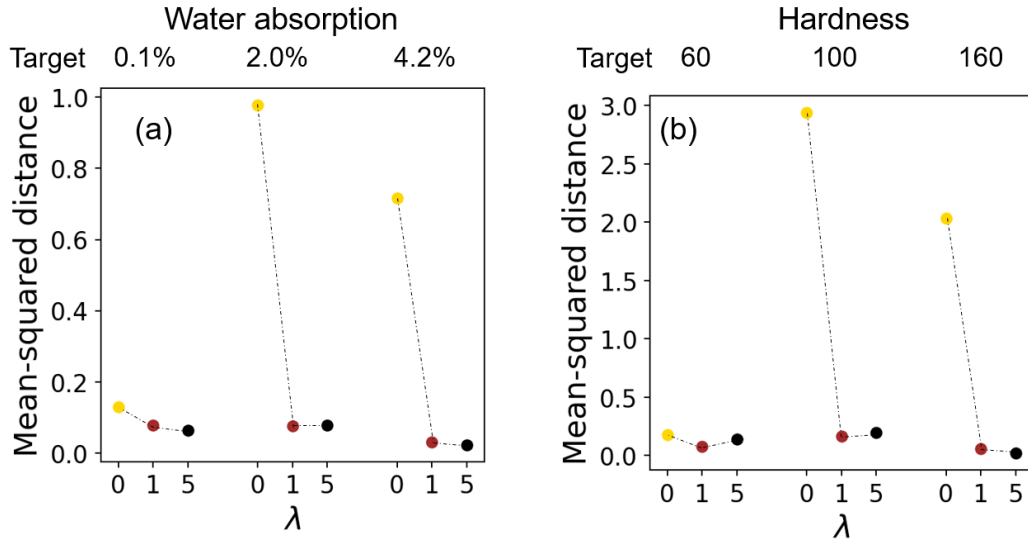 Water absorption
Target 0.1% 2.0% 4.2%
Mean-squared distance
1.0
0.8
0.6
0.4
0.2
0.0
(a)
0 1 5 0 1 5 0 1 5
λ
Hardness
Target 60 100 160
Mean-squared distance
3.0
2.5
2.0
1.5
1.0
0.5
0.0
(b)
0 1 5 0 1 5 0 1 5
λ